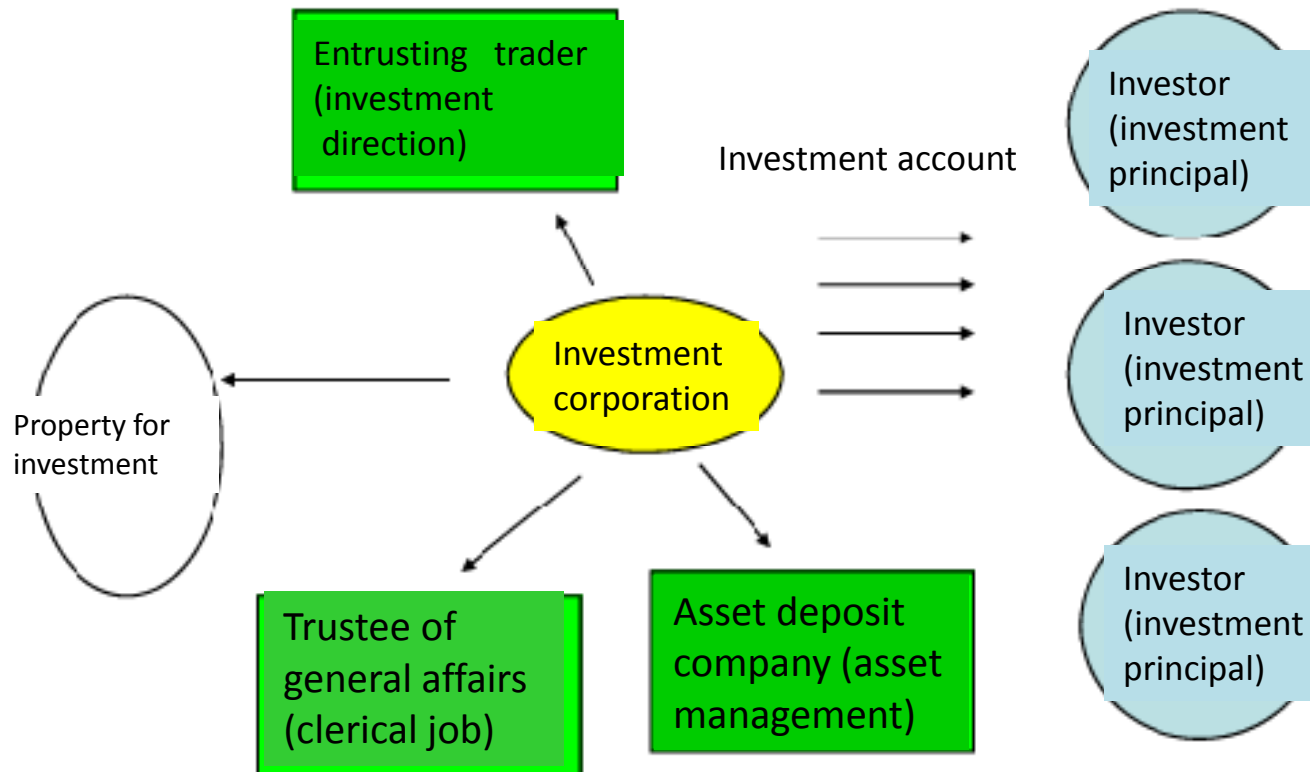 Entrusting trader
(investment
direction)
Investment account
Investor
(investment
principal)
Investment
corporation
Investor
(investment
principal)
Property for
investment
Trustee of
general affairs
(clerical job)
Asset deposit
company (asset
management)
Investor
(investment
principal)